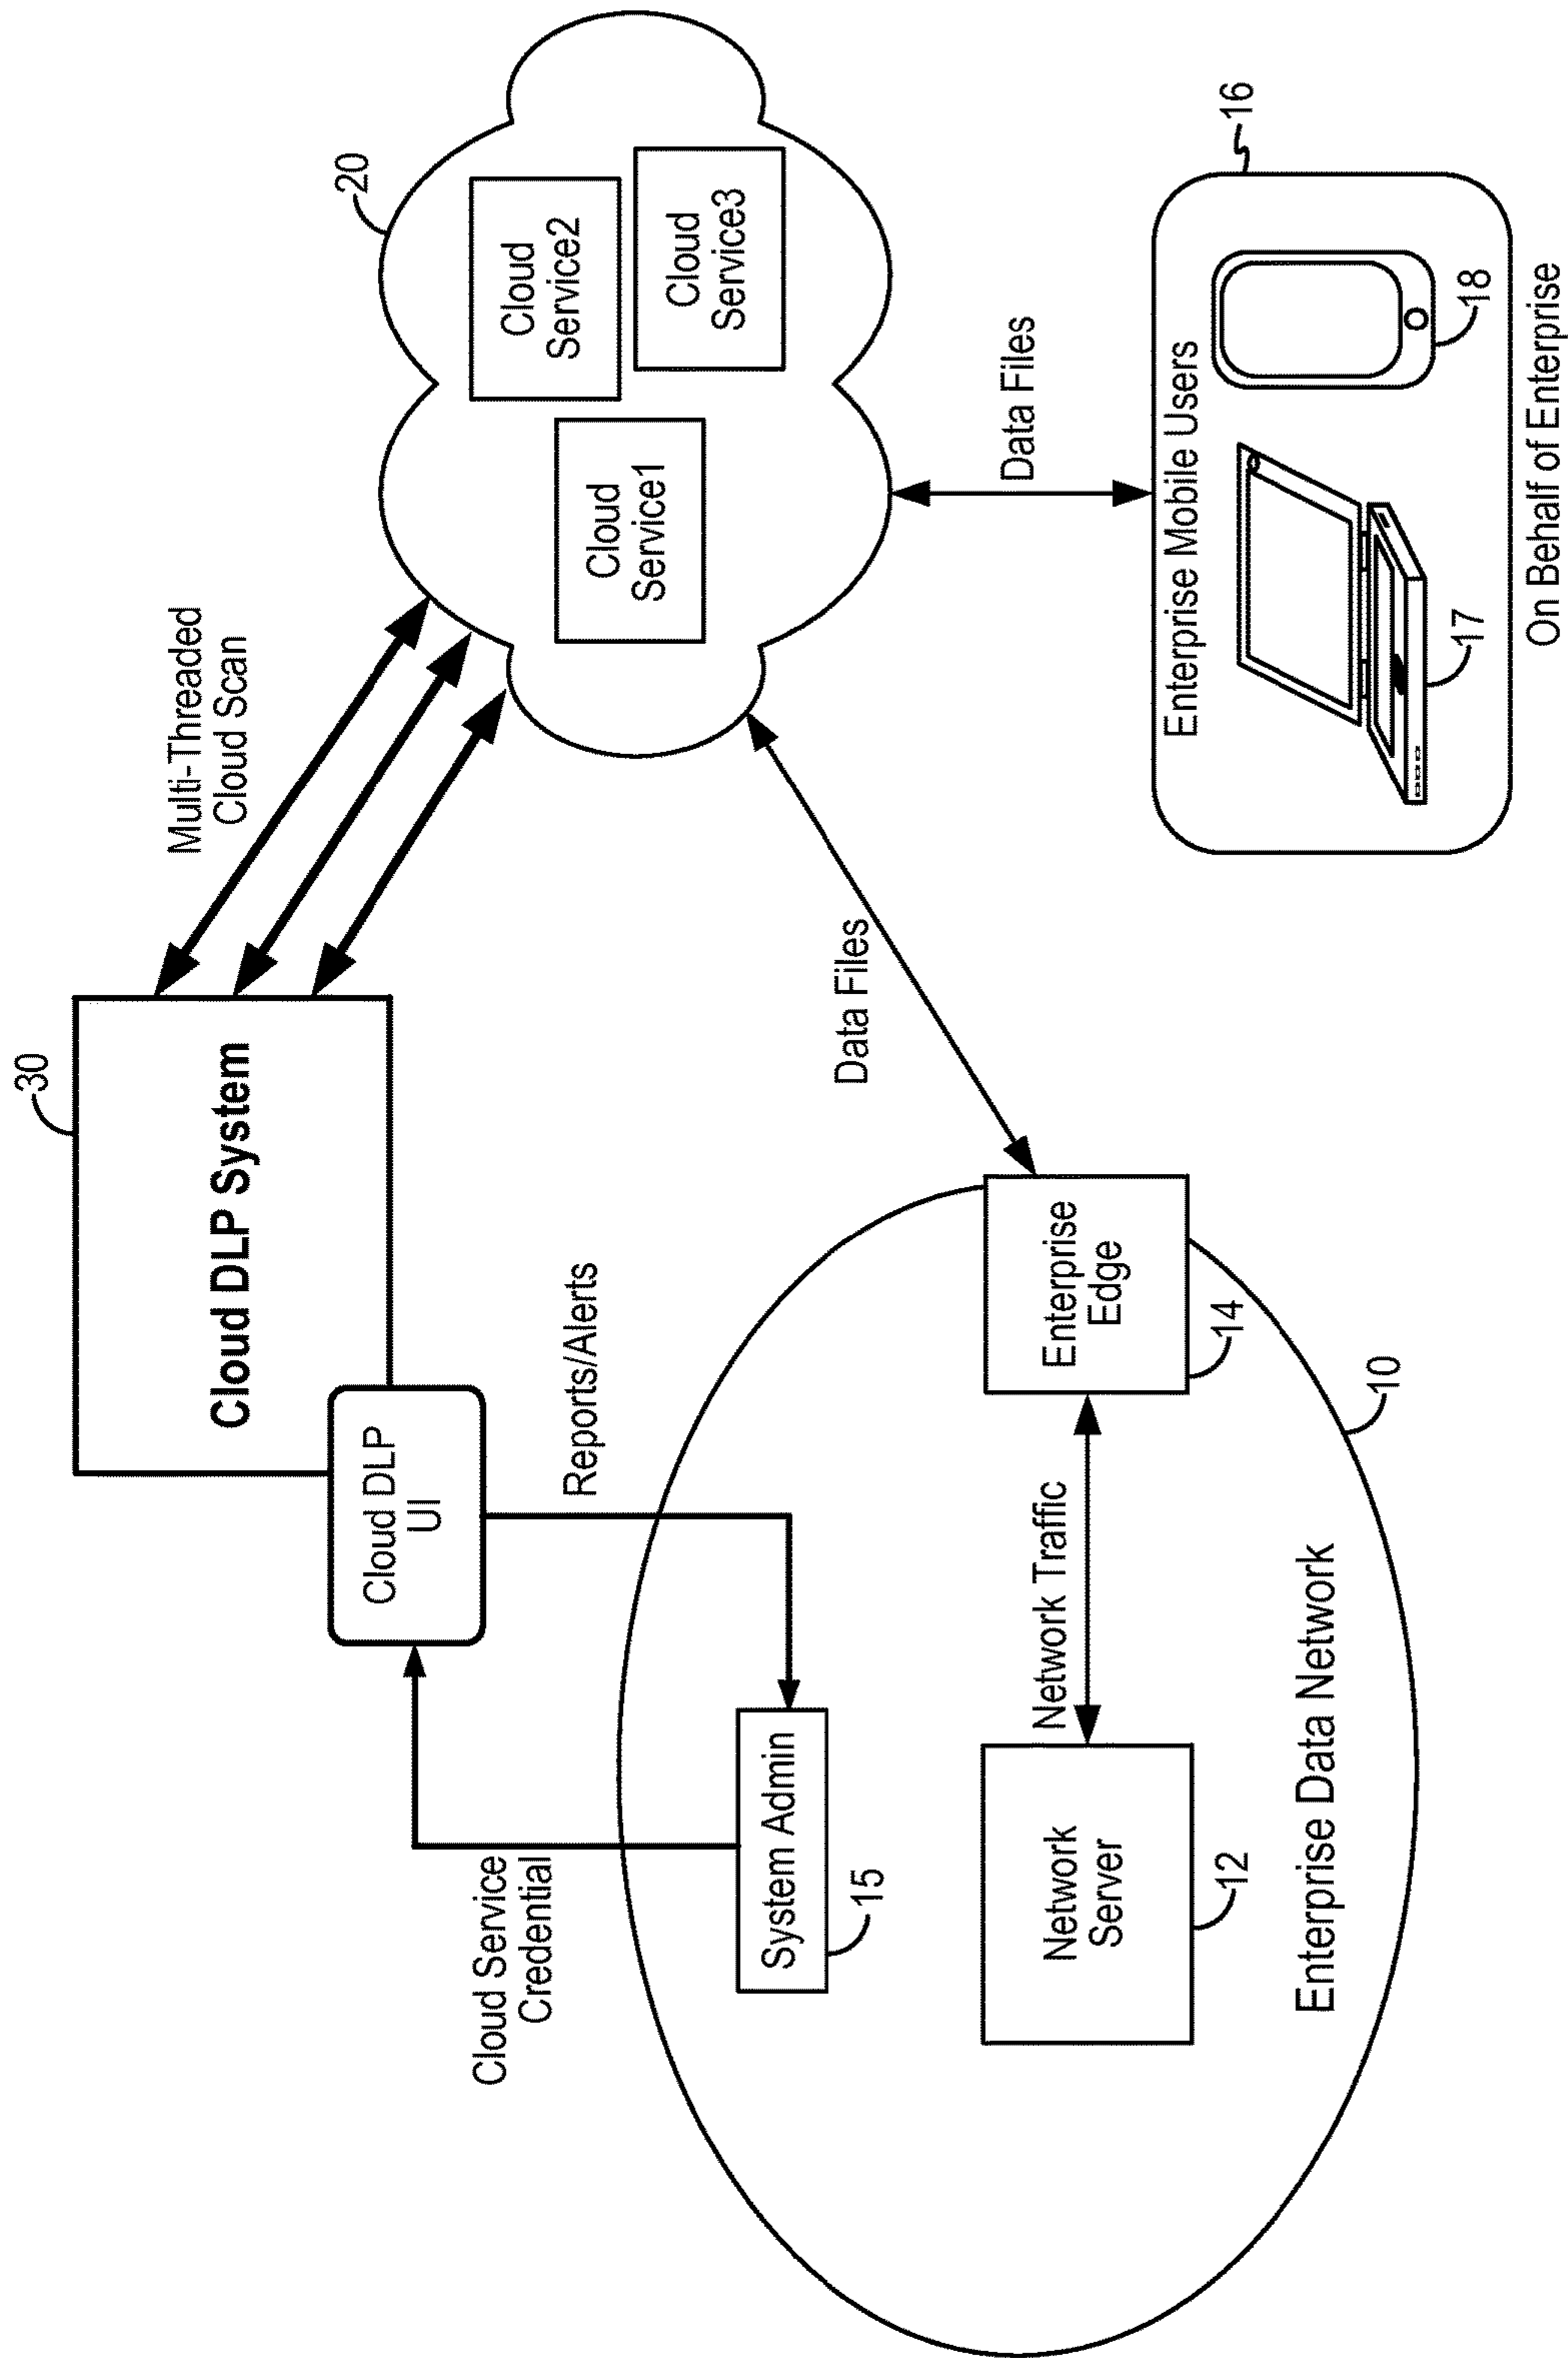 30
Cloud DLP System
Cloud DLP
UI
Multi-Threaded
Cloud Scan
20
Cloud
Service1
Cloud
Service2
Cloud
Service3
Cloud Service
Credential
Reports/Alerts
System Admin
15
Data Files
Data Files
Network
Server
12
Network Traffic
Enterprise
Edge
14
Enterprise Data Network
10
Enterprise Mobile Users
16
17
18
On Behalf of Enterprise